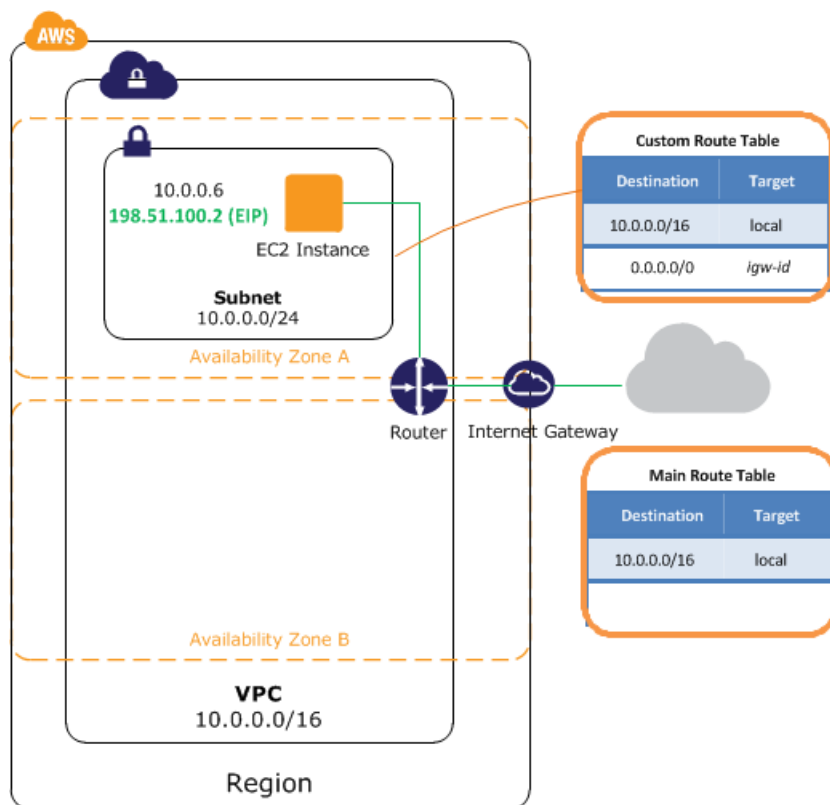 AWS
10.0.0.6
198.51.100.2 (EIP)
EC2 Instance
Subnet
10.0.0.0/24
Availability Zone A
Router
Internet Gateway
Availability Zone B
VPC
10.0.0.0/16
Region
Custom Route Table
Destination Target
10.0.0.0/16 local
0.0.0.0/0 igw-id
Main Route Table
Destination Target
10.0.0.0/16 local